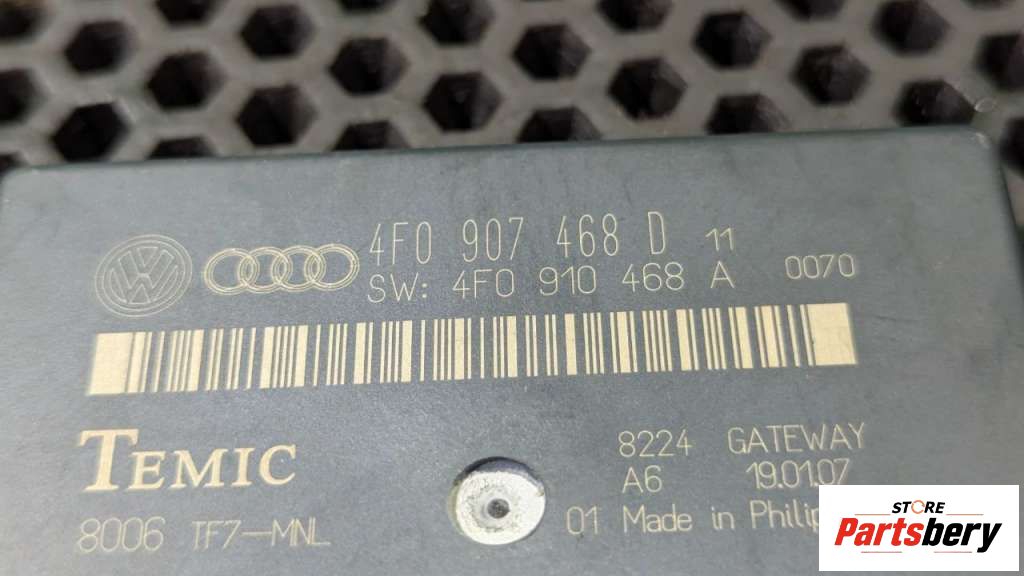 4F0 907 468 D 11
SW: 4F0 910 468 A 0070
TEMIC
8224 GATEWAY
A6 19.01.07
8006 TF7-MNL
01 Made in
STORE
Partsbery